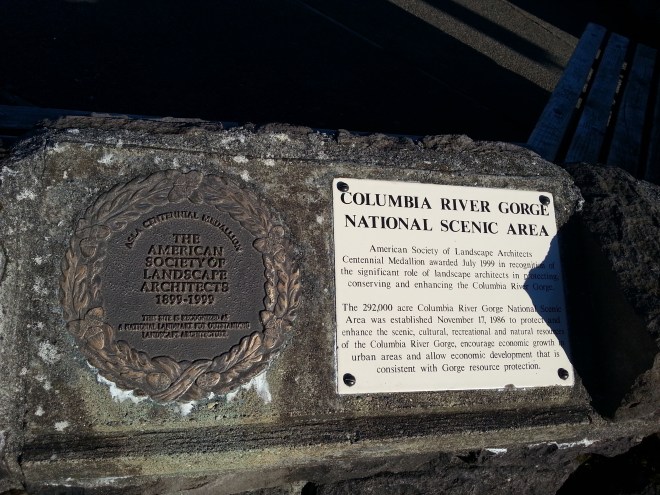 ASLA CENTENNIAL MEDALLION
THE
AMERICAN
SOCIETY OF
LANDSCAPE
ARCHITECTS
1899-1999
THIS SITE IS RECOGNIZED AS
A NATIONAL LANDMARK FOR OUTSTANDING
LANDSCAPE ARCHITECTURE
COLUMBIA RIVER GORGE
NATIONAL SCENIC AREA
American Society of Landscape Architects
Centennial Medallion awarded July 1999 in recognition of
the significant role of landscape architects in protecting,
conserving and enhancing the Columbia River Gorge.
The 292,000 acre Columbia River Gorge National Scenic
Area was established November 17, 1986 to protect and
enhance the scenic, cultural, recreational and natural resources
of the Columbia River Gorge, encourage economic growth in
urban areas and allow economic development that is
consistent with Gorge resource protection.